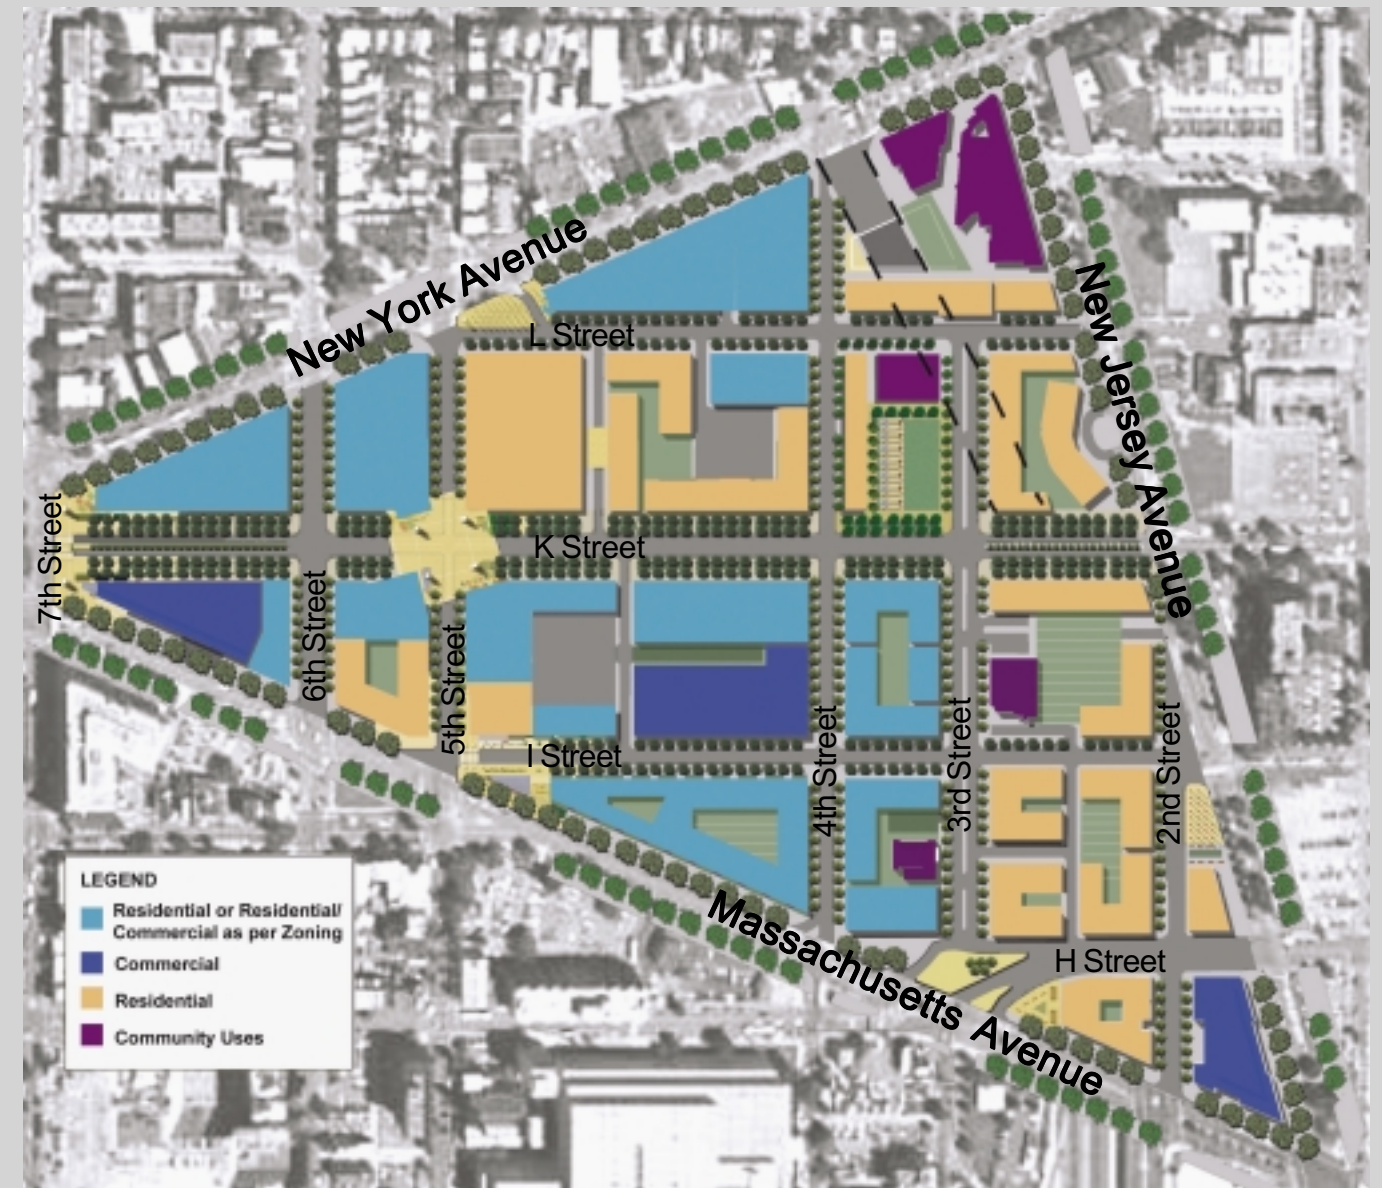 New York Avenue
New Jersey Avenue
L Street
K Street
7th Street
6th Street
5th Street
I Street
4th Street
3rd Street
2nd Street
Massachusetts Avenue
H Street
LEGEND
Residential or Residential/
Commercial as per Zoning
Commercial
Residential
Community Uses